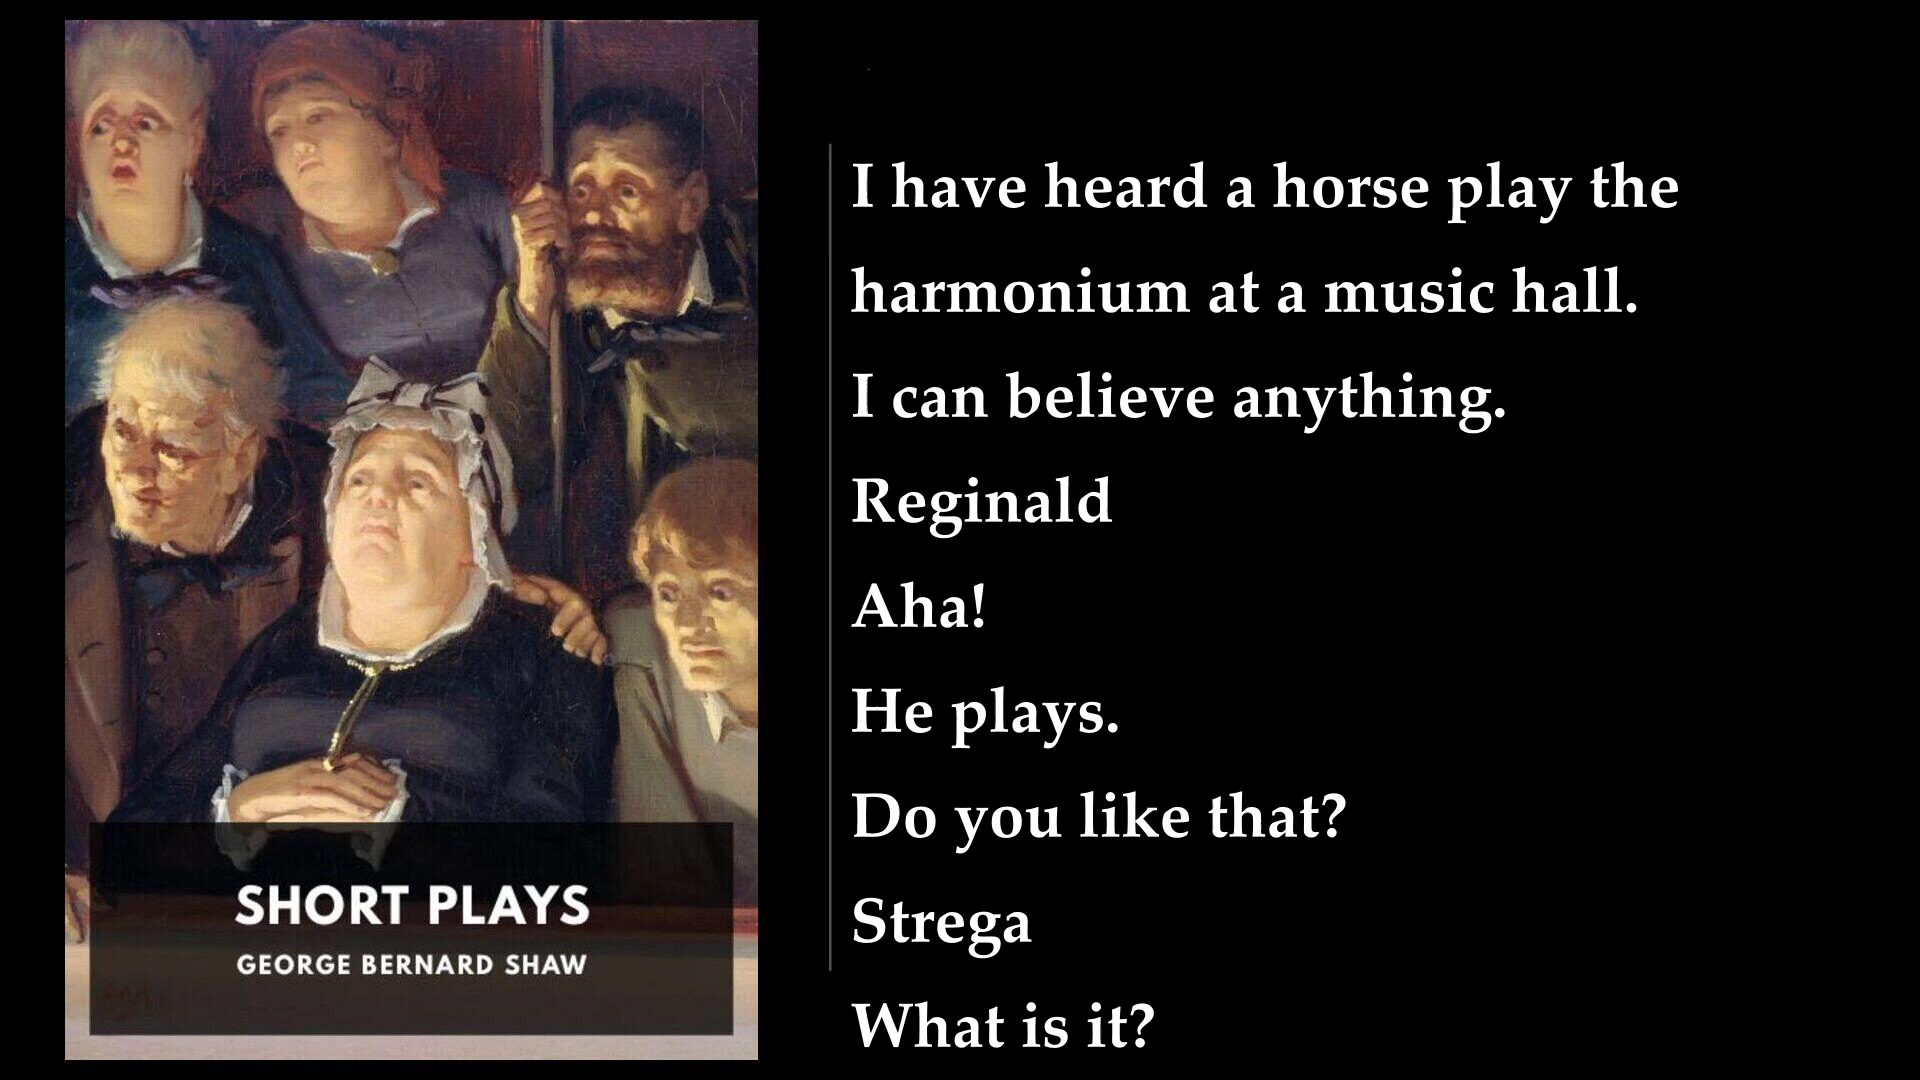 SHORT PLAYS
GEORGE BERNARD SHAW
I have heard a horse play the
harmonium at a music hall.
I can believe anything.
Reginald
Aha!
He plays.
Do you like that?
Strega
What is it?